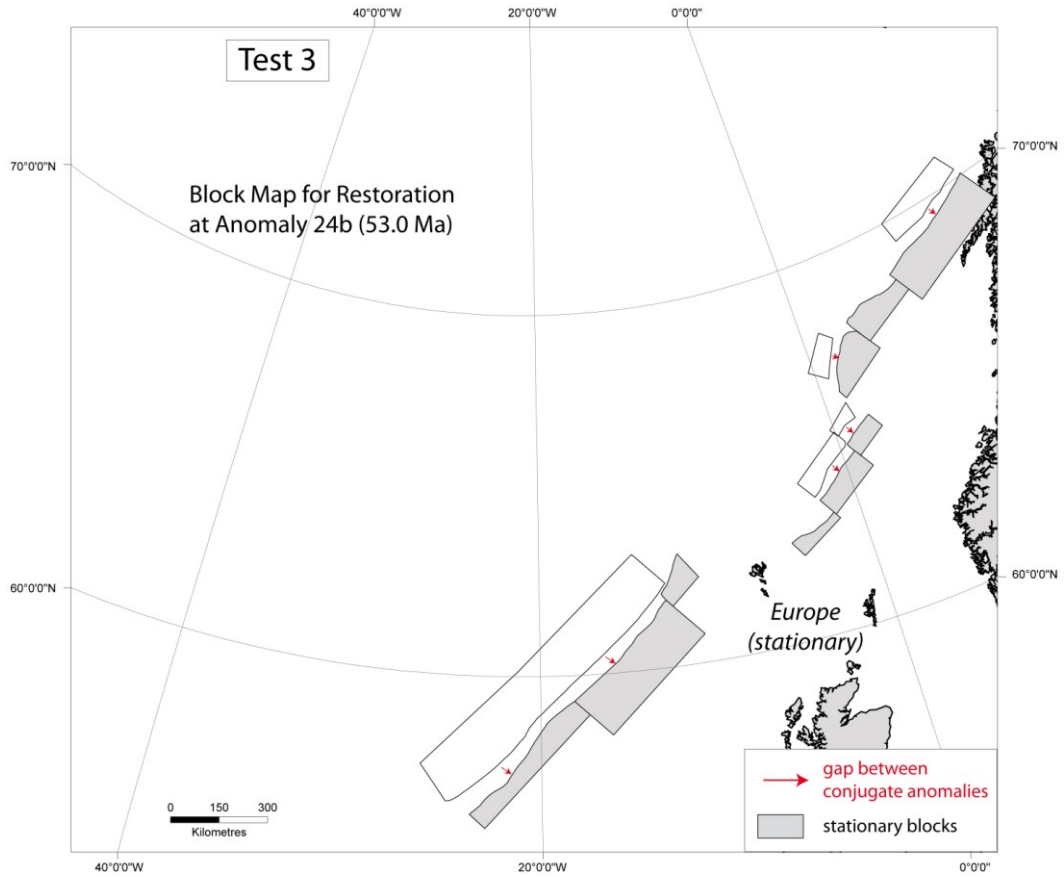 40°0'0"W
20°0'0"W
0°0'0"
Test 3
70°0'0"N
70°0'0"N
Block Map for Restoration
at Anomaly 24b (53.0 Ma)
60°0'0"N
60°0'0"N
Europe
(stationary)
gap between
conjugate anomalies
stationary blocks
0 150 300
Kilometres
40°0'0"W
20°0'0"W
0°0'0"